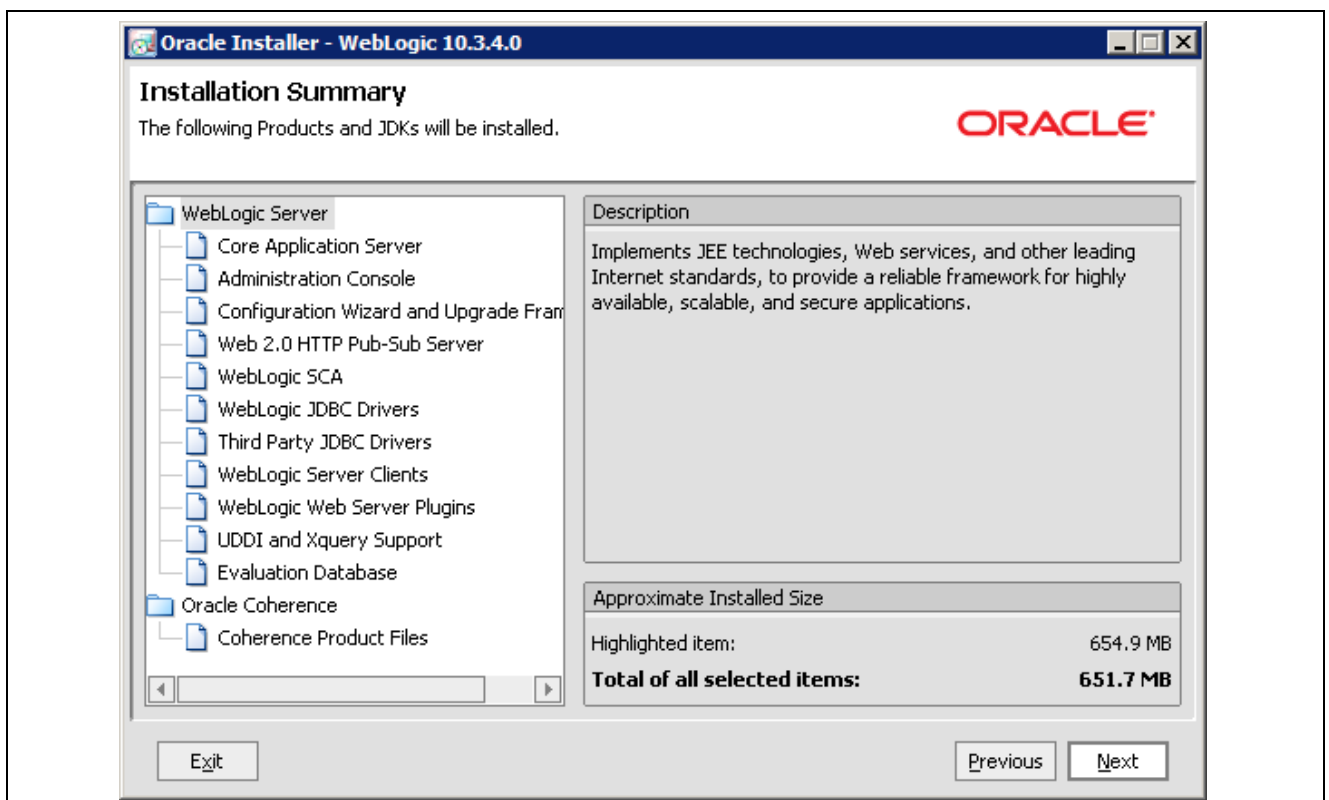 Oracle Installer - WebLogic 10.3.4.0
Installation Summary
The following Products and JDKs will be installed.
ORACLE
WebLogic Server
Core Application Server
Administration Console
Configuration Wizard and Upgrade Fram
Web 2.0 HTTP Pub-Sub Server
WebLogic SCA
WebLogic JDBC Drivers
Third Party JDBC Drivers
WebLogic Server Clients
WebLogic Web Server Plugins
UDDI and Xquery Support
Evaluation Database
Oracle Coherence
Coherence Product Files
Description
Implements JEE technologies, Web services, and other leading
Internet standards, to provide a reliable framework for highly
available, scalable, and secure applications.
Approximate Installed Size
Highlighted item: 654.9 MB
Total of all selected items: 651.7 MB
Exit
Previous
Next